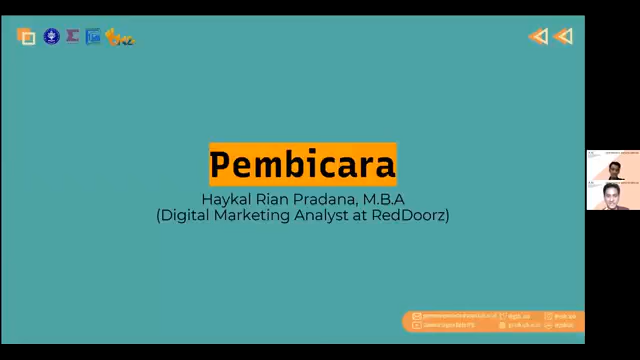 Pembicara
Haykal Rian Pradana, M.B.A
(Digital Marketing Analyst at RedDoorz)